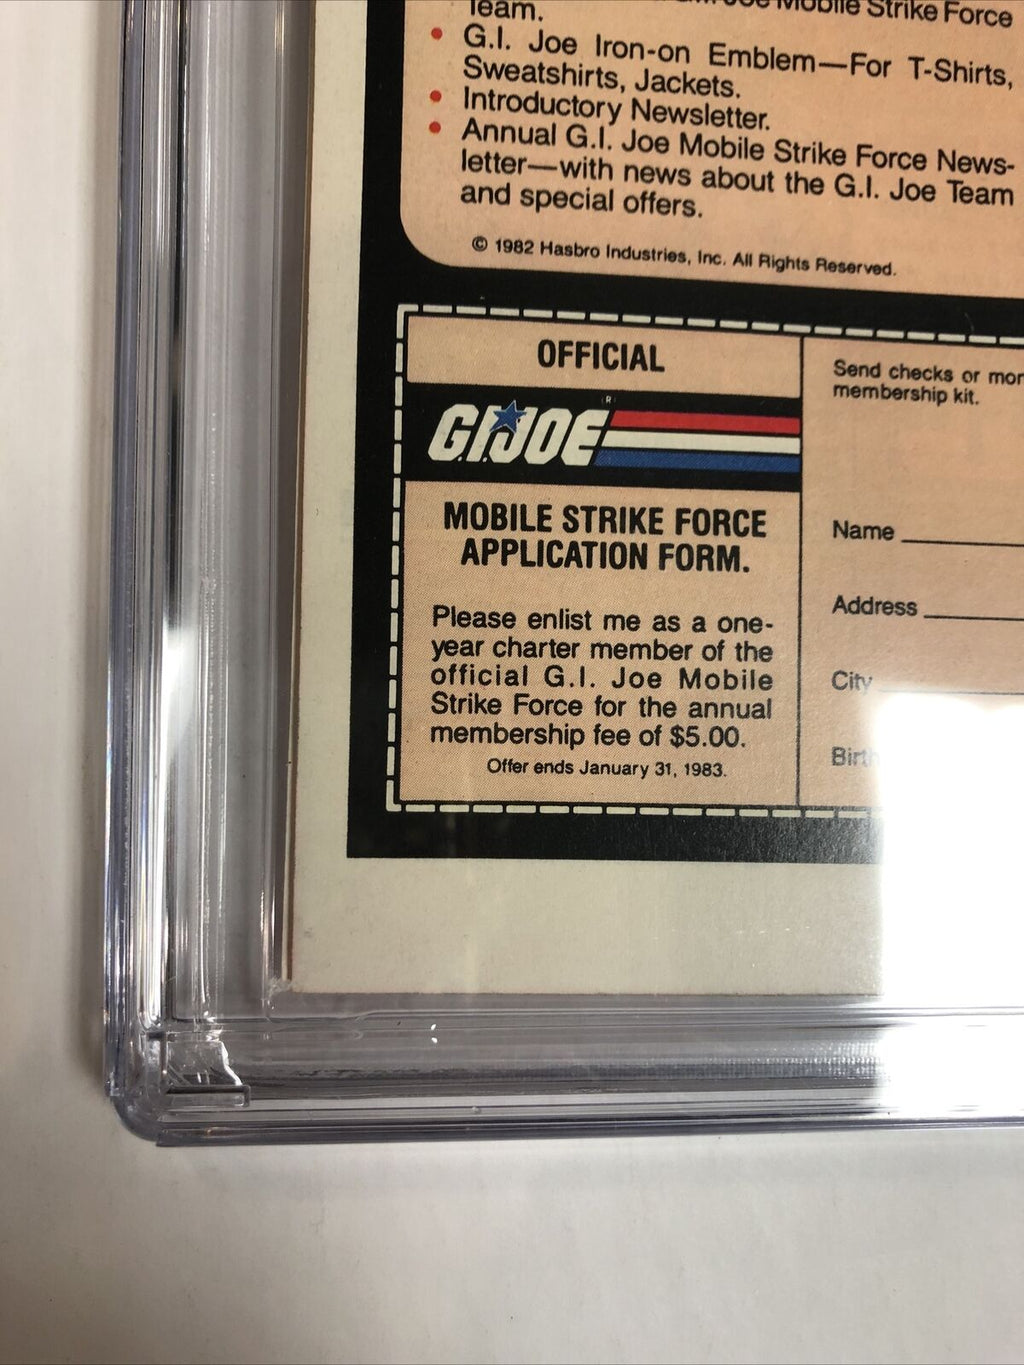 Team.
Joe Mobile Strike Force
• G.I. Joe Iron-on Emblem—For T-Shirts,
Sweatshirts, Jackets.
• Introductory Newsletter.
• Annual G.I. Joe Mobile Strike Force News-
letter—with news about the G.I. Joe Team
and special offers.
© 1982 Hasbro Industries, Inc. All Rights Reserved.
OFFICIAL
G.I.JOE ®
MOBILE STRIKE FORCE
APPLICATION FORM.
Please enlist me as a one-
year charter member of the
official G.I. Joe Mobile
Strike Force for the annual
membership fee of $5.00.
Offer ends January 31, 1983.
Send checks or
membership kit.
Name
Address
City